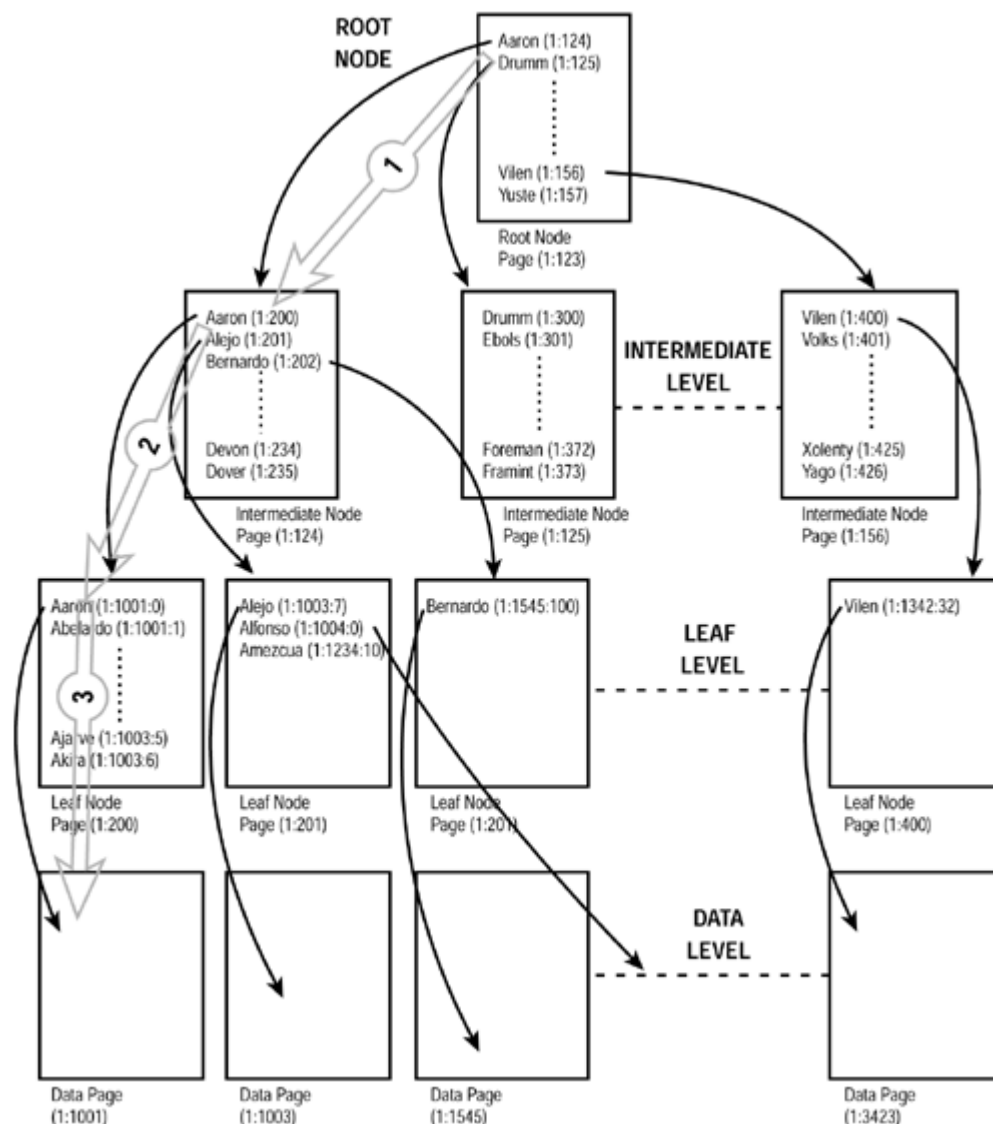 ROOT
NODE
Aaron (1:124)
Drumm (1:125)
Vilen (1:156)
Yuste (1:157)
Root Node
Page (1:123)
1
Aaron (1:200)
Alejo (1:201)
Bernardo (1:202)
Devon (1:234)
Dover (1:235)
Intermediate Node
Page (1:124)
Drumm (1:300)
Ebols (1:301)
Foreman (1:372)
Framint (1:373)
Intermediate Node
Page (1:125)
INTERMEDIATE
LEVEL
Vilen (1:400)
Volks (1:401)
Xolenty (1:425)
Yago (1:426)
Intermediate Node
Page (1:156)
2
Aaron (1:1001:0)
Abelardo (1:1001:1)
Ajarve (1:1003:5)
Akira (1:1003:6)
Leaf Node
Page (1:200)
3
Alejo (1:1003:7)
Alfonso (1:1004:0)
Amezcua (1:1234:10)
Leaf Node
Page (1:201)
Bernardo (1:1545:100)
Leaf Node
Page (1:201)
LEAF
LEVEL
Vilen (1:1342:32)
Leaf Node
Page (1:400)
DATA
LEVEL
Data Page
(1:1001)
Data Page
(1:1003)
Data Page
(1:1545)
Data Page
(1:3423)